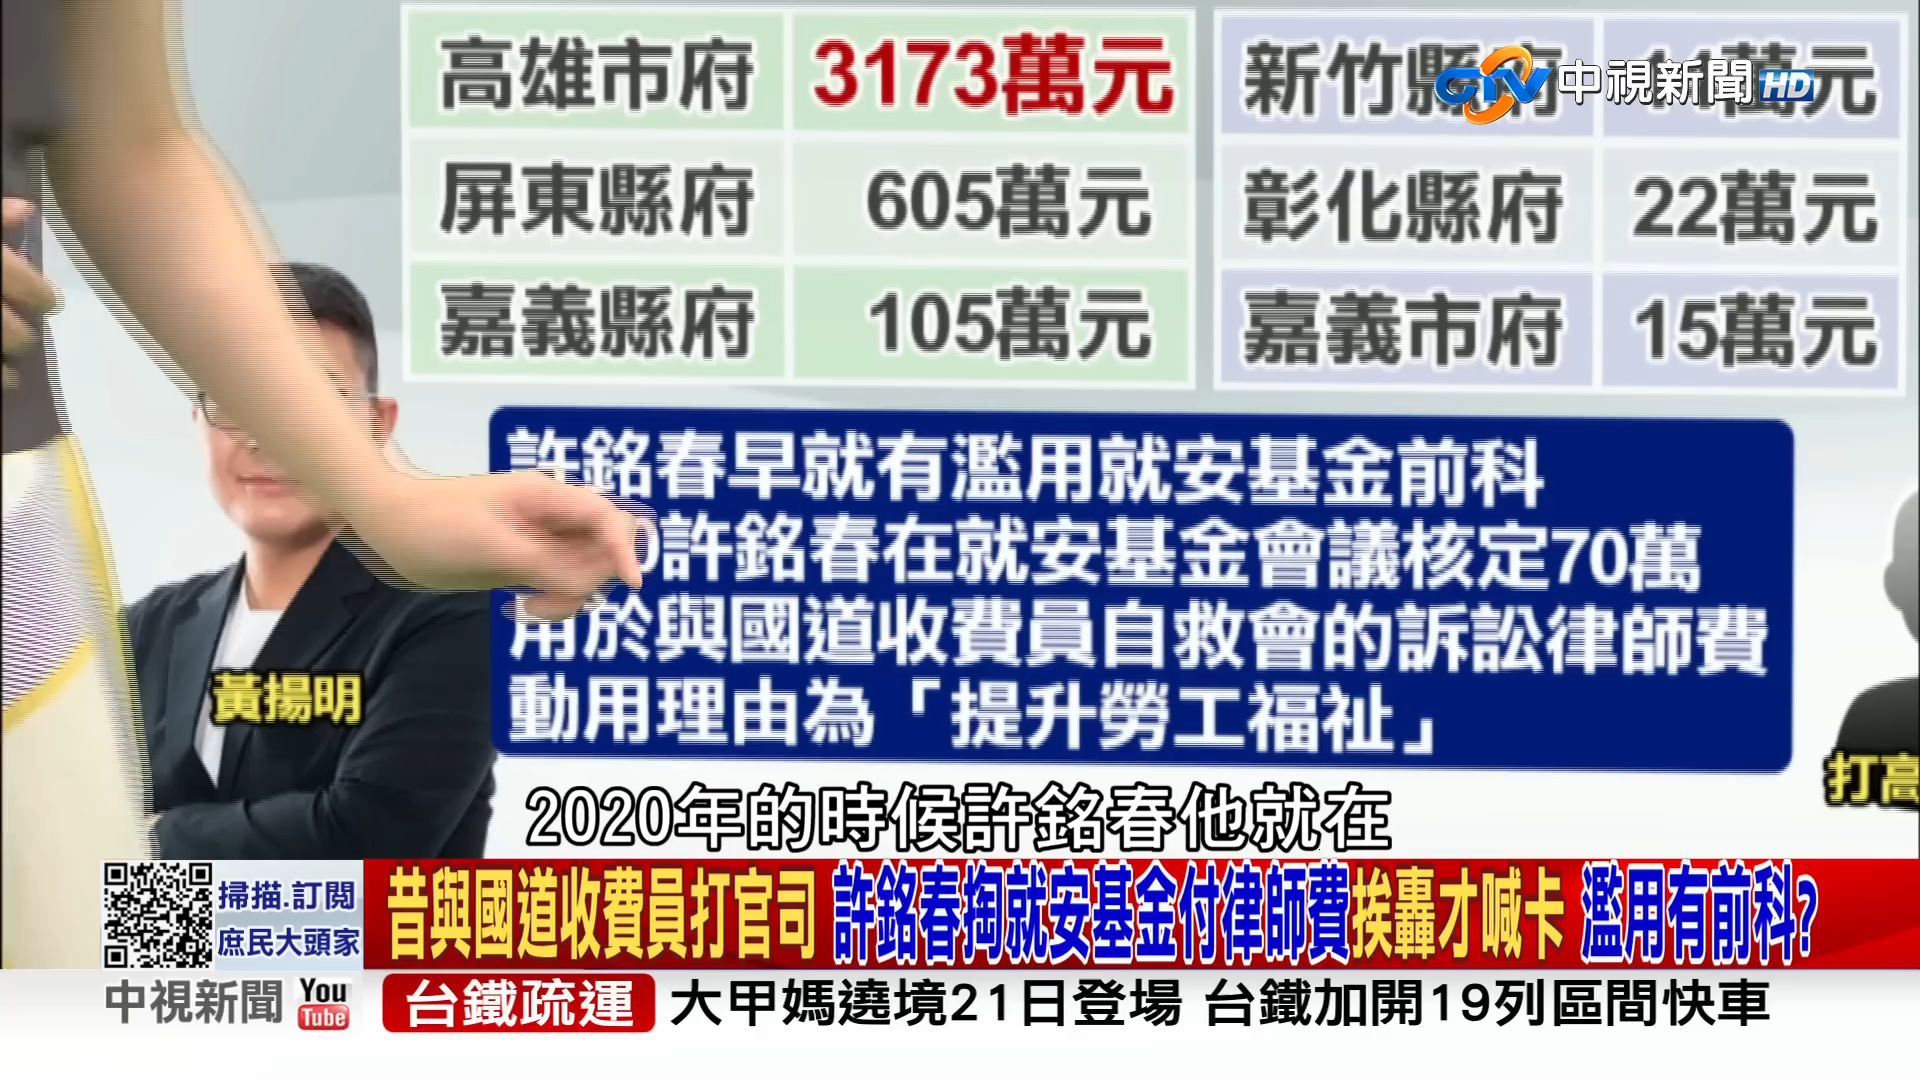 高雄市府 3173萬元
屏東縣府 605萬元
嘉義縣府 105萬元
新竹縣府 萬元
彰化縣府 22萬元
嘉義市府 15萬元
CTV 中視新聞 HD
許銘春早就有濫用就安基金前科
許銘春在就安基金會議核定70萬
用於與國道收費員自救會的訴訟律師費
動用理由為「提升勞工福祉」
黃揚明
打高
2020年的時候許銘春他就在
掃描.訂閱
庶民大頭家
昔與國道收費員打官司 許銘春掏就安基金付律師費挨轟才喊卡 濫用有前科?
中視新聞 You Tube
台鐵疏運 大甲媽遶境21日登場 台鐵加開19列區間快車